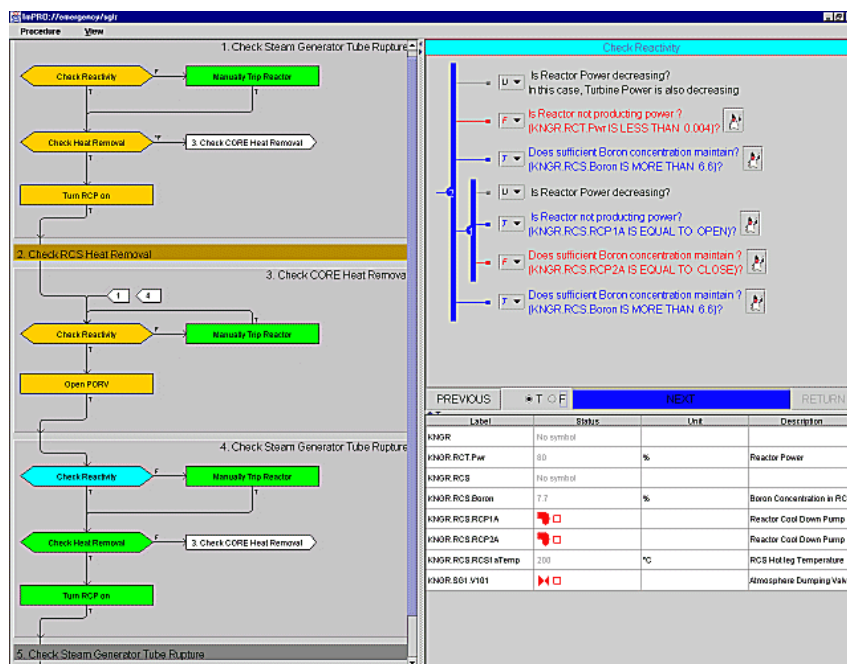 ImPRO://emergency/sgtr
Procedure View
1. Check Steam Generator Tube Rupture
Check Reactivity
F
Manually Trip Reactor
T
T
Check Heat Removal
F
3. Check CORE Heat Removal
T
Turn RCP on
T
2. Check RCS Heat Removal
3. Check CORE Heat Remova
1 4
Check Reactivity
F
Manually Trip Reactor
T
T
Open PORV
T
4. Check Steam Generator Tube Rupture
Check Reactivity
F
Manually Trip Reactor
T
T
Check Heat Removal
F
3. Check CORE Heat Removal
T
Turn RCP on
T
5. Check Steam Generator Tube Rupture
Check Reactivity
U Is Reactor Power decreasing?
In this case, Turbine Power is also decreasing
F Is Reactor not producting power ?
(KNGR.RCT.Pwr IS LESS THAN 0.004)?
T Does sufficient Boron concentration maintain?
(KNGR.RCS.Boron IS MORE THAN 6.6)?
U Is Reactor Power decreasing?
T Is Reactor not producting power?
(KNGR.RCS.RCP1A IS EQUAL TO OPEN)?
F Does sufficient Boron concentration maintain ?
(KNGR.RCS.RCP2A IS EQUAL TO CLOSE)?
T Does sufficient Boron concentration maintain ?
(KNGR.RCS.Boron IS MORE THAN 6.6)?
PREVIOUS T F NEXT RETURN
Label Status Unit Description
KNGR No symbol
KNGR.RCT.Pwr 80 % Reactor Power
KNGR.RCS No symbol
KNGR.RCS.Boron 7.7 % Boron Concentration in RC
KNGR.RCS.RCP1A Reactor Cool Down Pump
KNGR.RCS.RCP2A Reactor Cool Down Pump
KNGR.RCS.RCS1aTemp 200 °C RCS Hot leg Temperature
KNGR.SG1.V101 Atmosphere Dumping Valv